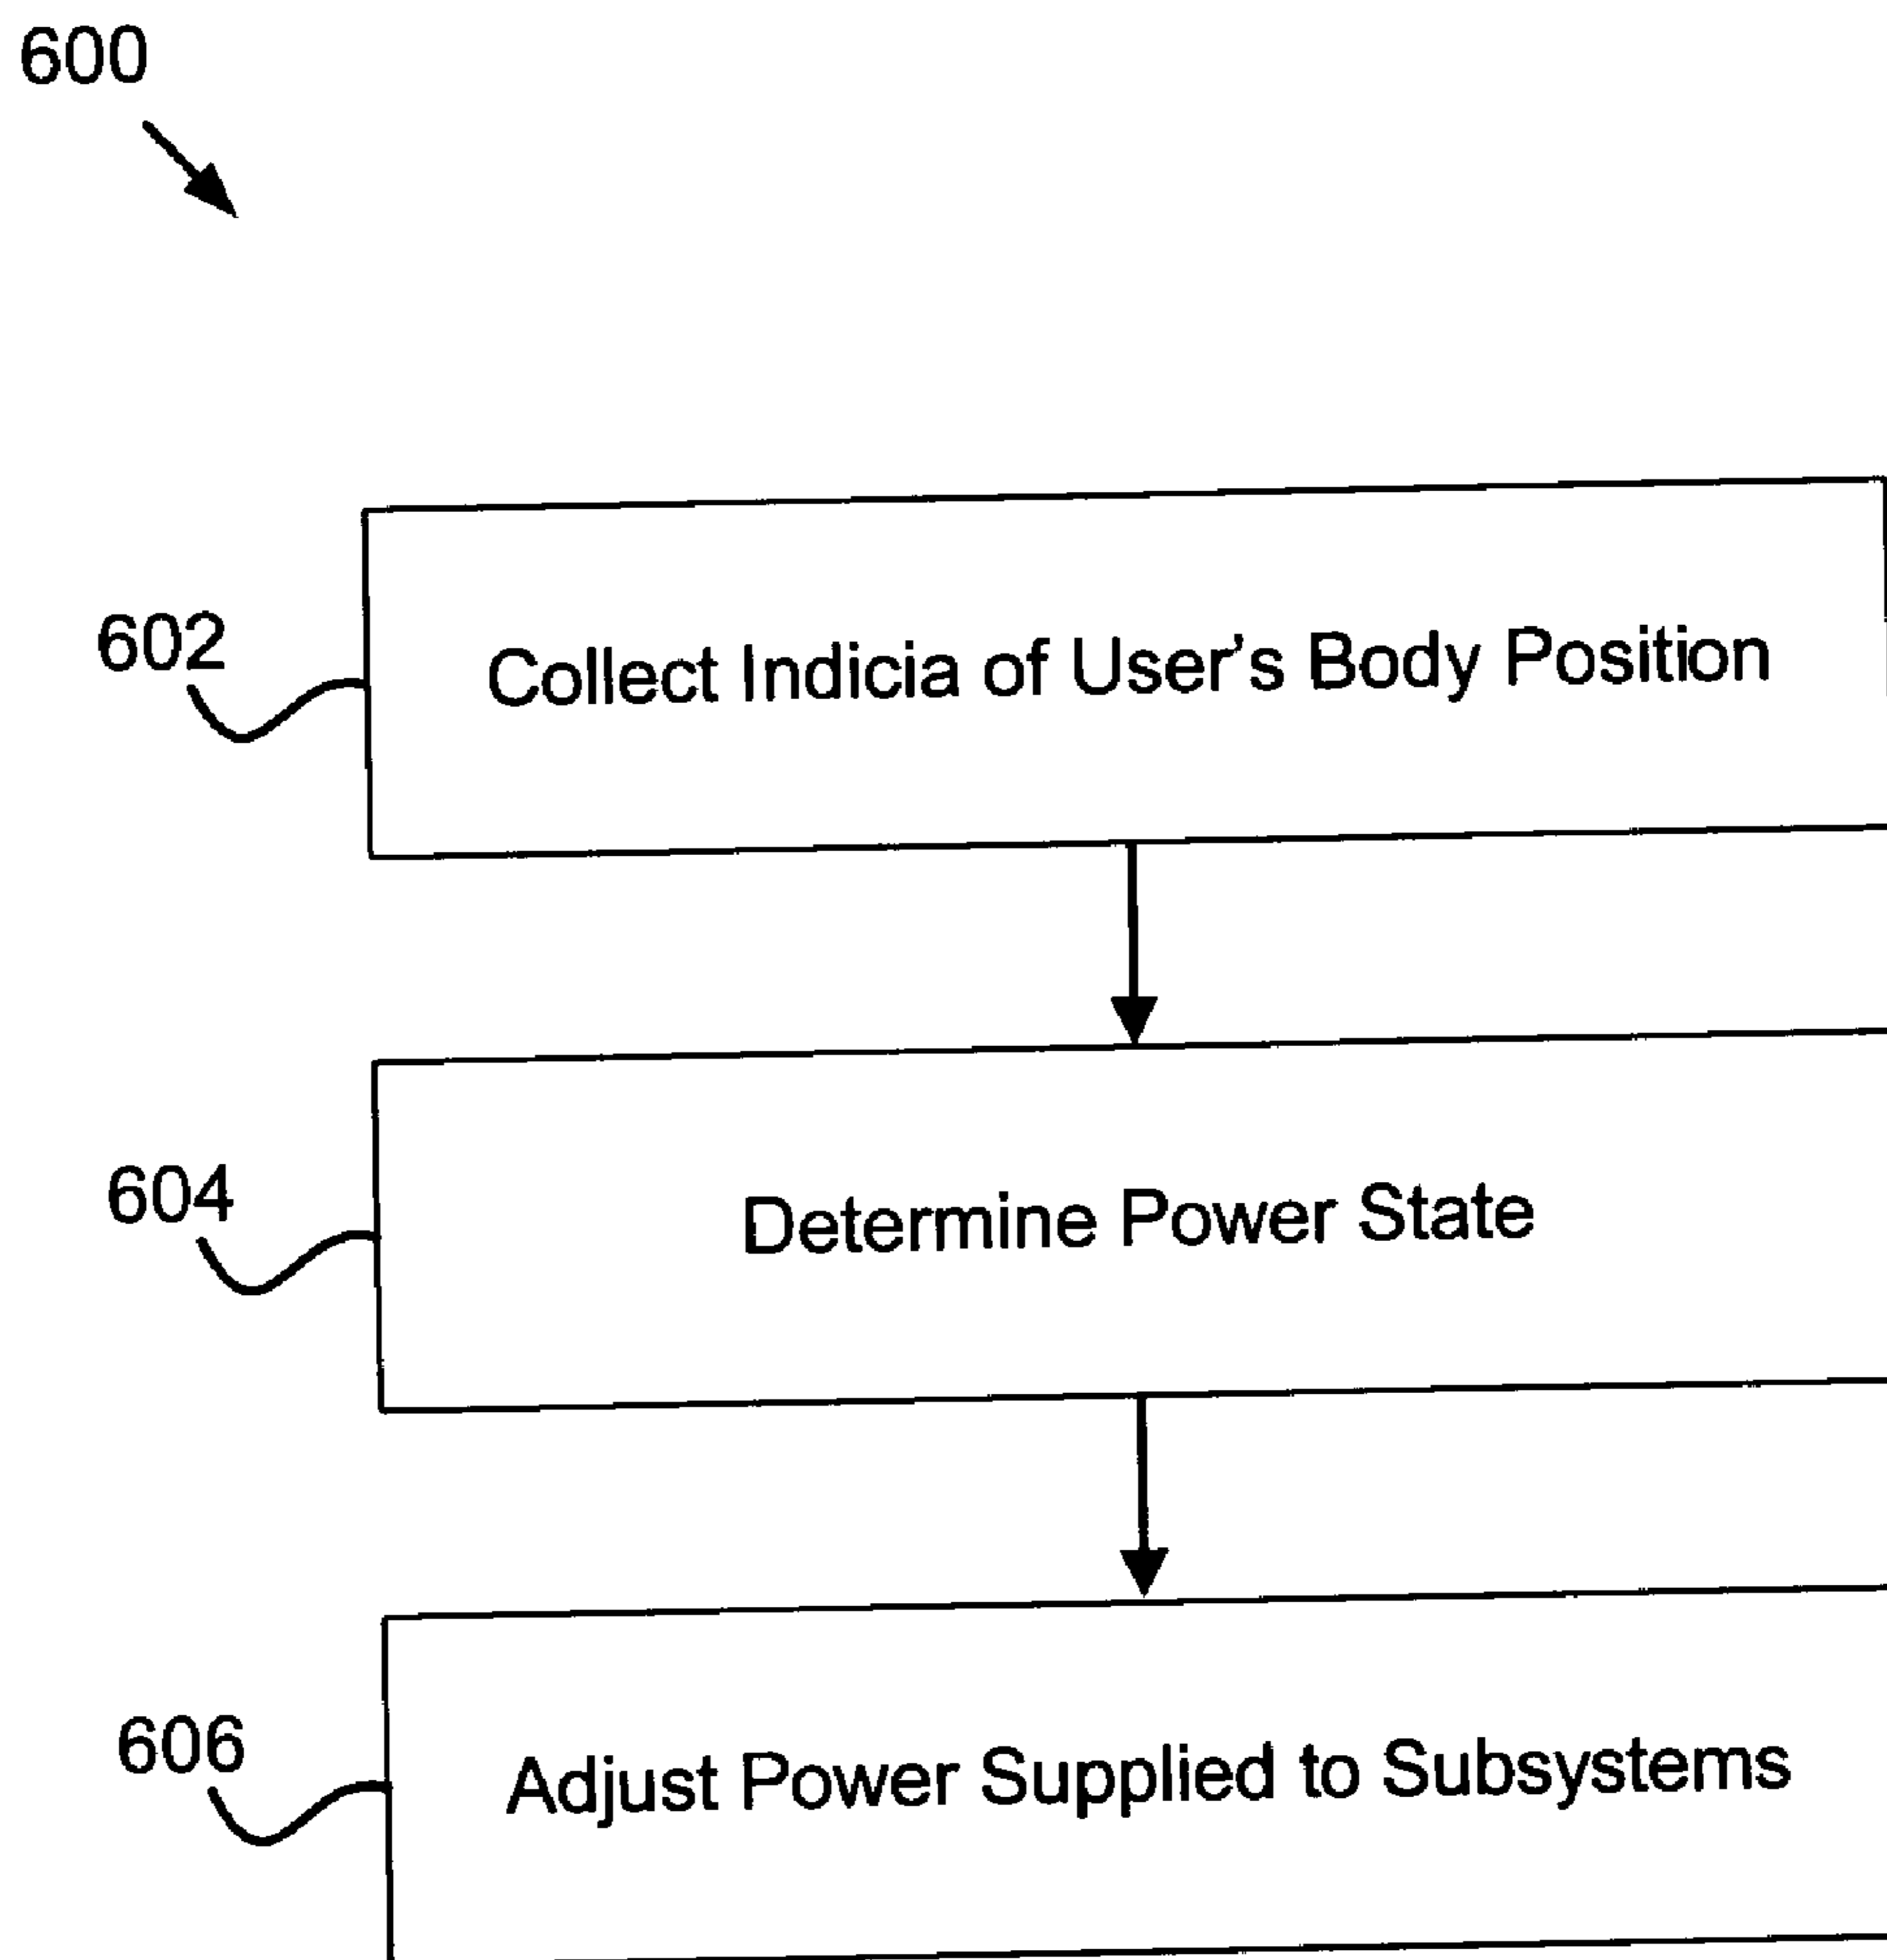 600
602
Collect Indicia of User's Body Position
604
Determine Power State
606
Adjust Power Supplied to Subsystems